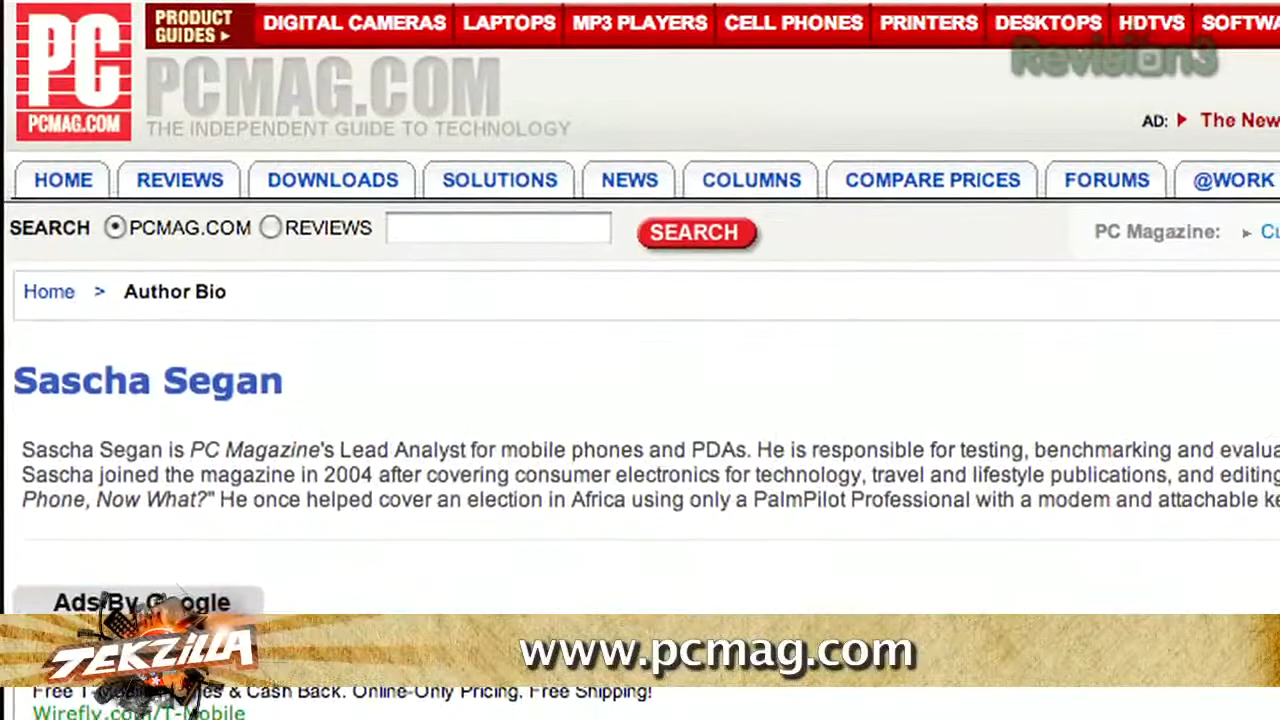 PC
PCMAG.COM
PRODUCT
GUIDES
DIGITAL CAMERAS LAPTOPS MP3 PLAYERS CELL PHONES PRINTERS DESKTOPS HDTVS SOFTWA
Revision3
PCMAG.COM
THE INDEPENDENT GUIDE TO TECHNOLOGY
AD: The New
HOME REVIEWS DOWNLOADS SOLUTIONS NEWS COLUMNS COMPARE PRICES FORUMS @WORK
SEARCH PCMAG.COM REVIEWS SEARCH PC Magazine: Cu
Home > Author Bio
Sascha Segan
Sascha Segan is PC Magazine's Lead Analyst for mobile phones and PDAs. He is responsible for testing, benchmarking and evalua
Sascha joined the magazine in 2004 after covering consumer electronics for technology, travel and lifestyle publications, and editing
Phone, Now What?" He once helped cover an election in Africa using only a PalmPilot Professional with a modem and attachable ke
Ads By Google
TEKZILLA
www.pcmag.com
& Cash Back. Online-Only Pricing. Free Shipping!
Wirefly.com/T-Mobile